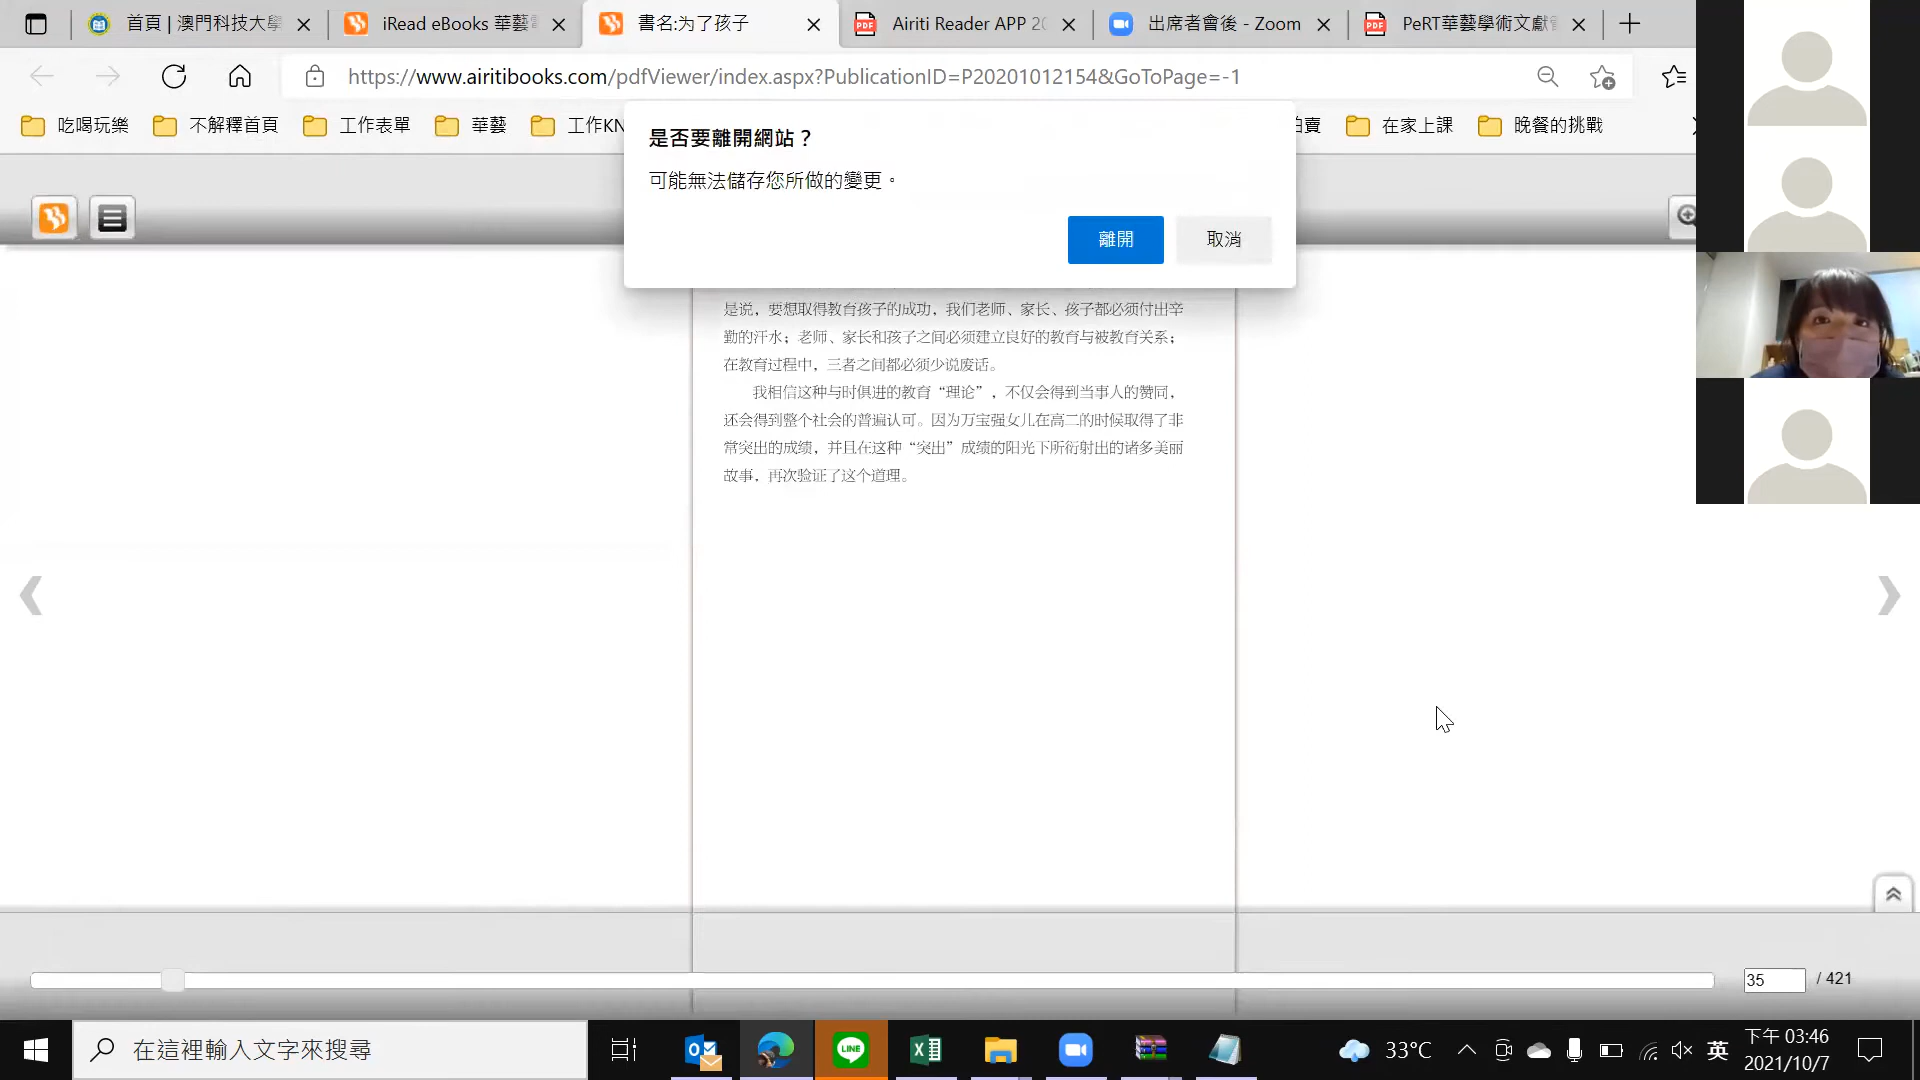 首頁 | 澳門科技大學
iRead eBooks 華藝
書名:为了孩子
Airiti Reader APP 20
出席者會後 - Zoom
PeRT華藝學術文獻
https://www.airitibooks.com/pdfViewer/index.aspx?PublicationID=P20201012154&GoToPage=-1
吃喝玩樂
不解釋首頁
工作表單
華藝
工作KN
拍賣
在家上課
晚餐的挑戰
是否要離開網站？
可能無法儲存您所做的變更。
離開
取消
是说，要想取得教育孩子的成功，我们老师、家长、孩子都必须付出辛
勤的汗水；老师、家长和孩子之间必须建立良好的教育与被教育关系；
在教育过程中，三者之间都必须少说废话。
我相信这种与时俱进的教育“理论”，不仅会得到当事人的赞同，
还会得到整个社会的普遍认可。因为万宝强女儿在高二的时候取得了非
常突出的成绩，并且在这种“突出”成绩的阳光下所衍射出的诸多美丽
故事，再次验证了这个道理。
35
/ 421
在這裡輸入文字來搜尋
LINE
33°C
英
下午 03:46
2021/10/7